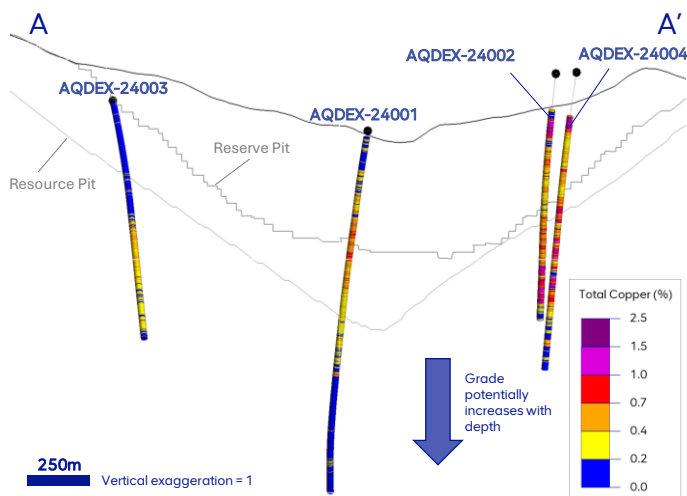 A
A'
AQDEX-24002
AQDEX-24004
AQDEX-24003
AQDEX-24001
Reserve Pit
Resource Pit
Total Copper (%)
2.5
1.5
1.0
0.7
0.4
0.2
0.0
Grade
potentially
increases with
depth
250m
Vertical exaggeration = 1